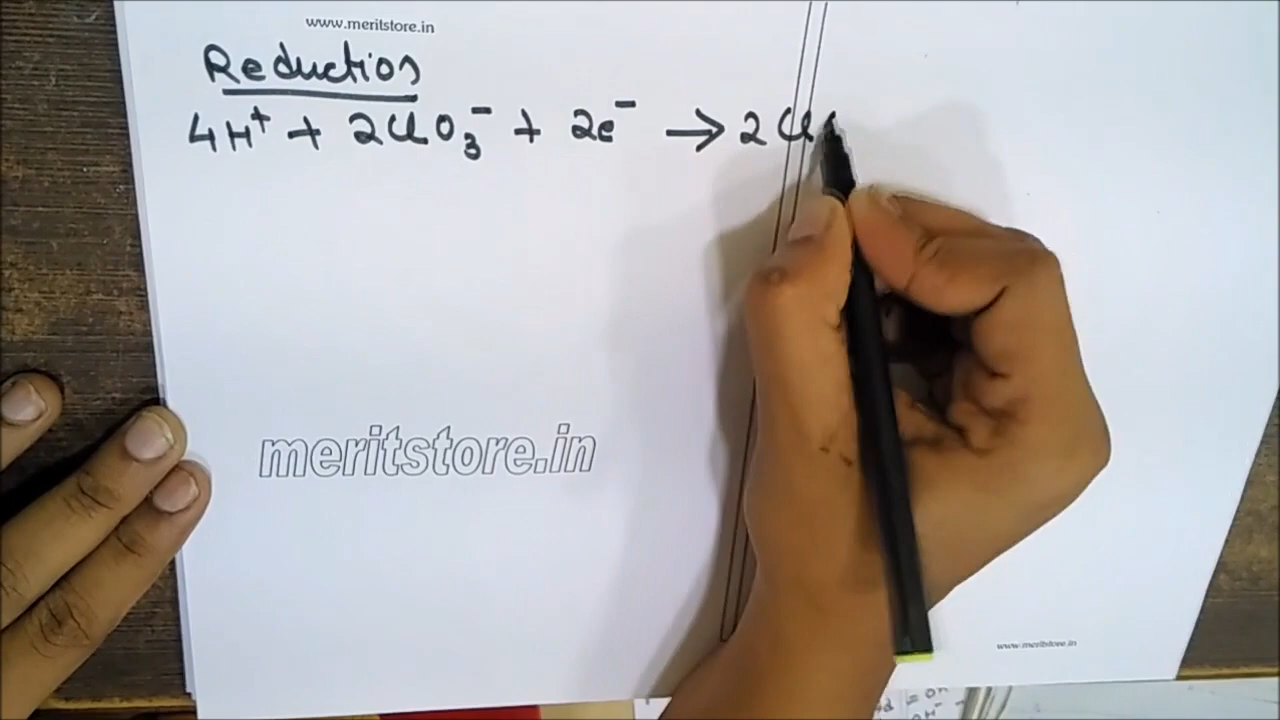 www.meritstore.in
Reduction
4H⁺ + 2ClO₃⁻ + 2e⁻ → 2Cl
meritstore.in
www.meritstore.in